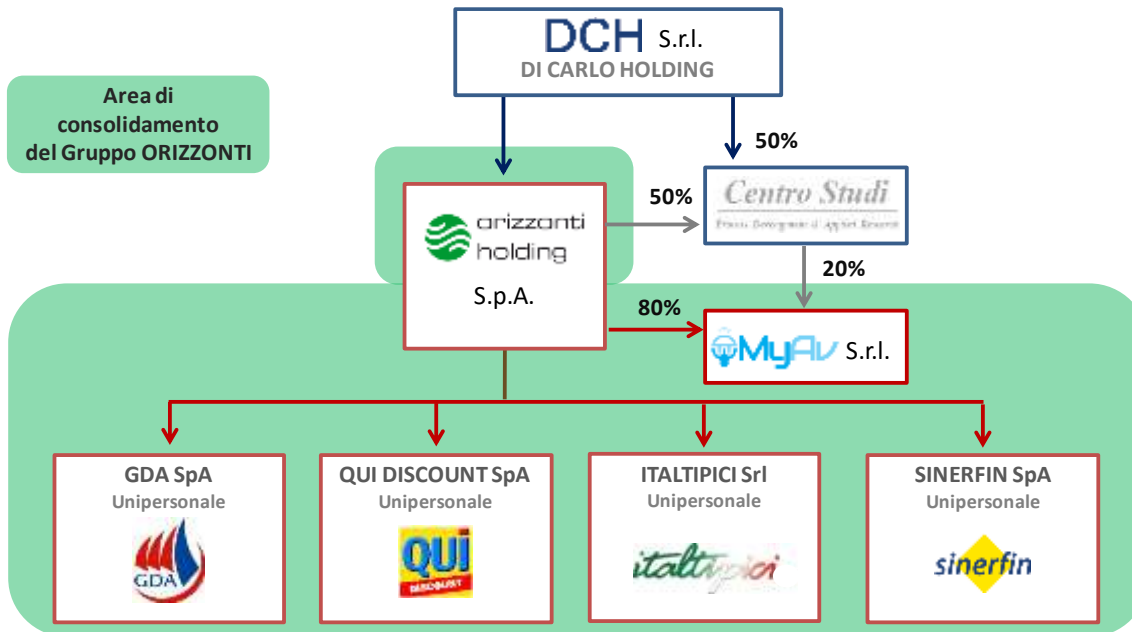 DCH S.r.l.
DI CARLO HOLDING
Area di
consolidamento
del Gruppo ORIZZONTI
50%
50%
Centro Studi
orizzonti
holding
S.p.A.
20%
80%
MyAv S.r.l.
GDA SpA
Unipersonale
GDA
QUI DISCOUNT SpA
Unipersonale
QUI
DISCOUNT
ITALTIPICI Srl
Unipersonale
italtipici
SINERFIN SpA
Unipersonale
sinerfin